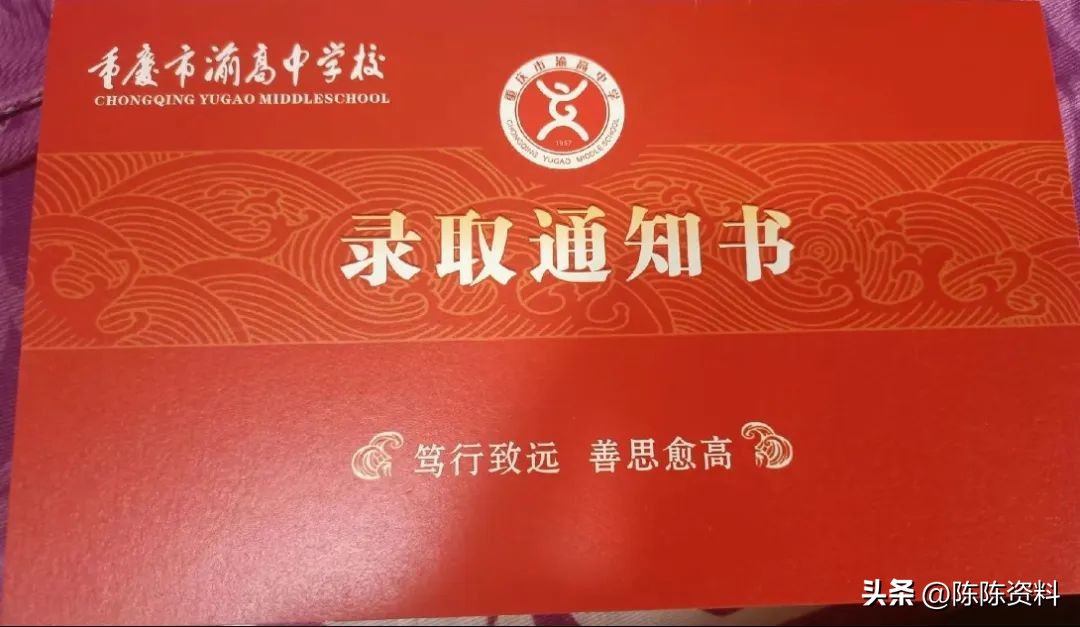 重庆市渝高中学校
CHONGQING YUGAO MIDDLESCHOOL
重庆市渝高中学
1957
CHONGQING YUGAO MIDDLE SCHOOL
录取通知书
笃行致远 善思愈高
头条 @陈陈资料